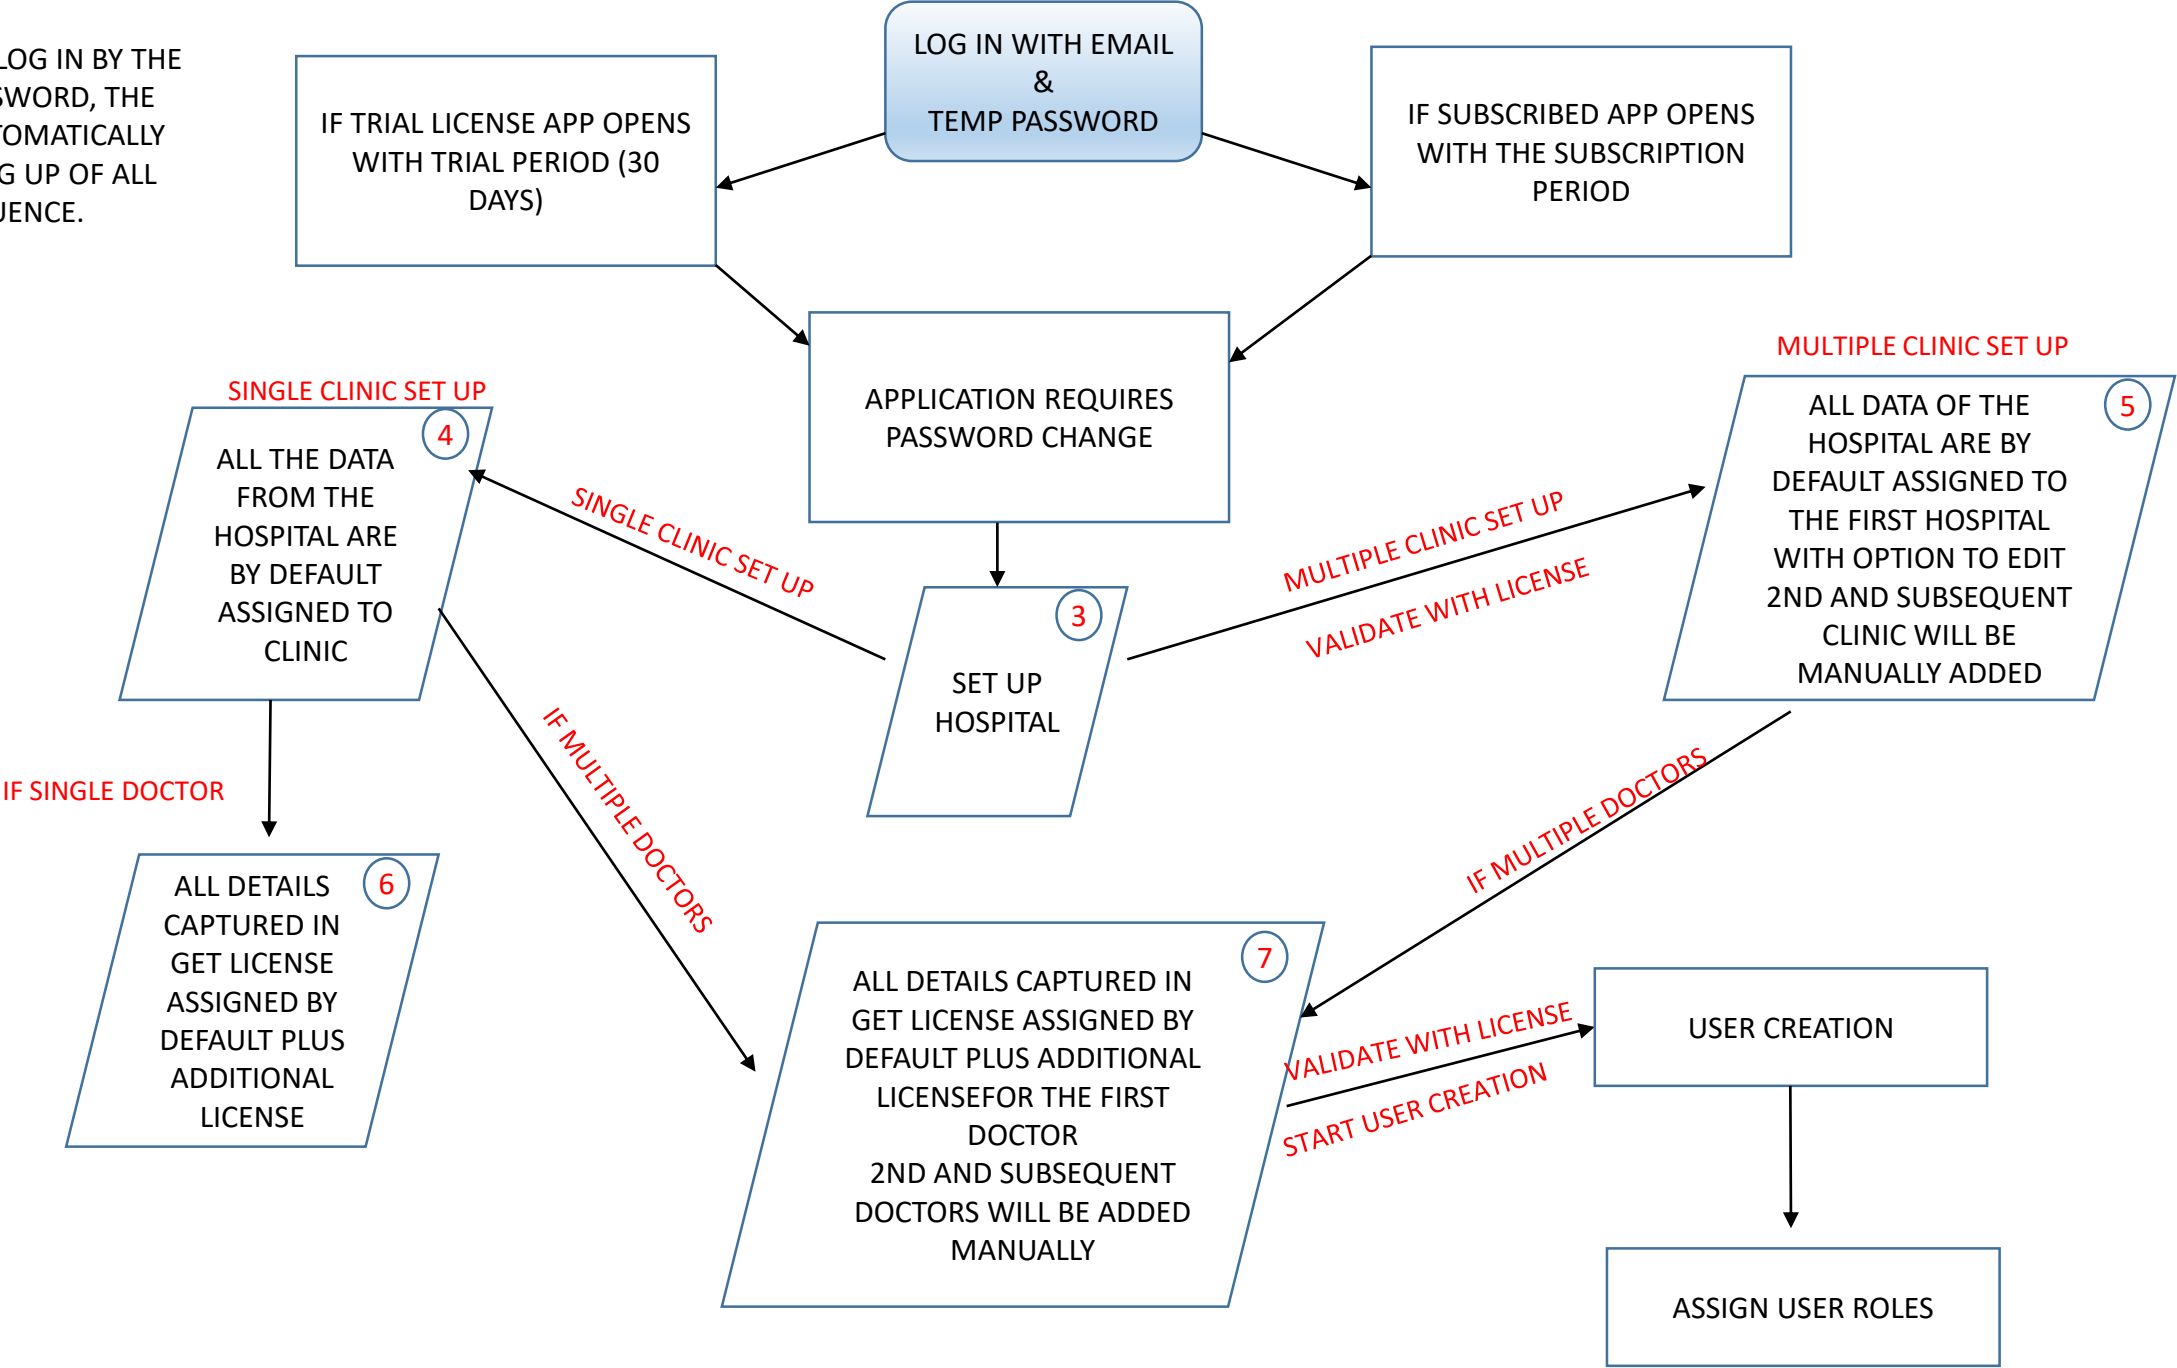 LOG IN BY THE
SWORD, THE
TOMATICALLY
G UP OF ALL
UENCE.
LOG IN WITH EMAIL
&
TEMP PASSWORD
IF TRIAL LICENSE APP OPENS
WITH TRIAL PERIOD (30
DAYS)
IF SUBSCRIBED APP OPENS
WITH THE SUBSCRIPTION
PERIOD
APPLICATION REQUIRES
PASSWORD CHANGE
SINGLE CLINIC SET UP
4
ALL THE DATA
FROM THE
HOSPITAL ARE
BY DEFAULT
ASSIGNED TO
CLINIC
SINGLE CLINIC SET UP
3
SET UP
HOSPITAL
MULTIPLE CLINIC SET UP
VALIDATE WITH LICENSE
MULTIPLE CLINIC SET UP
5
ALL DATA OF THE
HOSPITAL ARE BY
DEFAULT ASSIGNED TO
THE FIRST HOSPITAL
WITH OPTION TO EDIT
2ND AND SUBSEQUENT
CLINIC WILL BE
MANUALLY ADDED
IF SINGLE DOCTOR
IF MULTIPLE DOCTORS
IF MULTIPLE DOCTORS
6
ALL DETAILS
CAPTURED IN
GET LICENSE
ASSIGNED BY
DEFAULT PLUS
ADDITIONAL
LICENSE
7
ALL DETAILS CAPTURED IN
GET LICENSE ASSIGNED BY
DEFAULT PLUS ADDITIONAL
LICENSEFOR THE FIRST
DOCTOR
2ND AND SUBSEQUENT
DOCTORS WILL BE ADDED
MANUALLY
VALIDATE WITH LICENSE
START USER CREATION
USER CREATION
ASSIGN USER ROLES